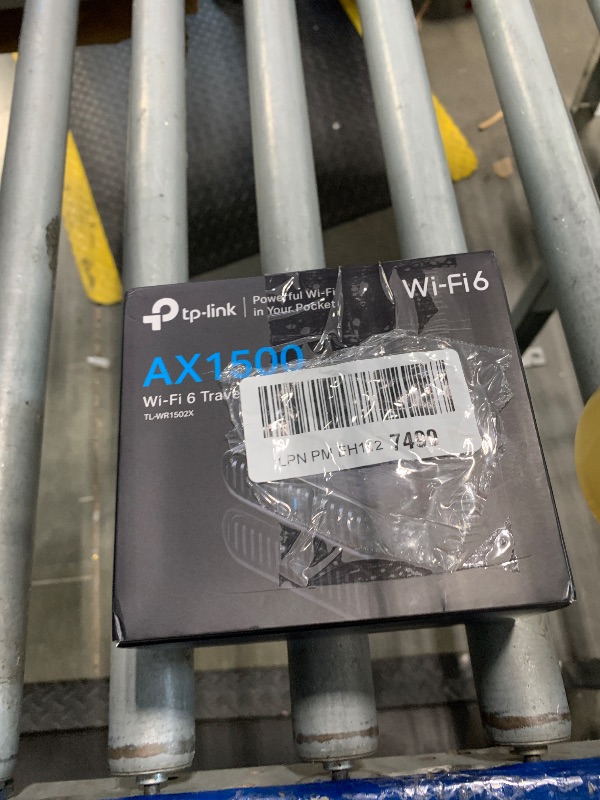 tp-link
Powerful Wi-Fi
in Your Pocket
Wi-Fi 6
AX1500
Wi-Fi 6
TL-WR1502X
LPN PM 7490